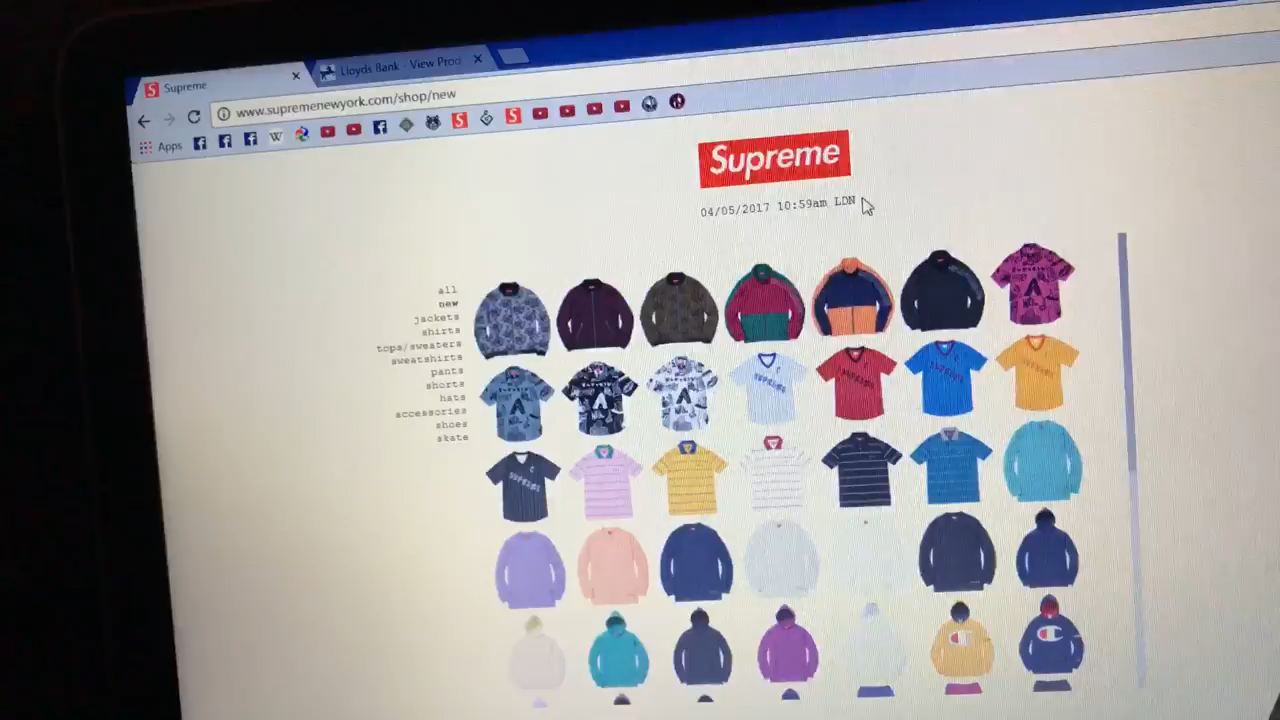 Supreme
Lloyds Bank - View Prod
www.supremenewyork.com/shop/new
Apps
Supreme
04/05/2017 10:59am LDN
all
new
jackets
shirts
tops/sweaters
sweatshirts
pants
shorts
hats
accessories
shoes
skate